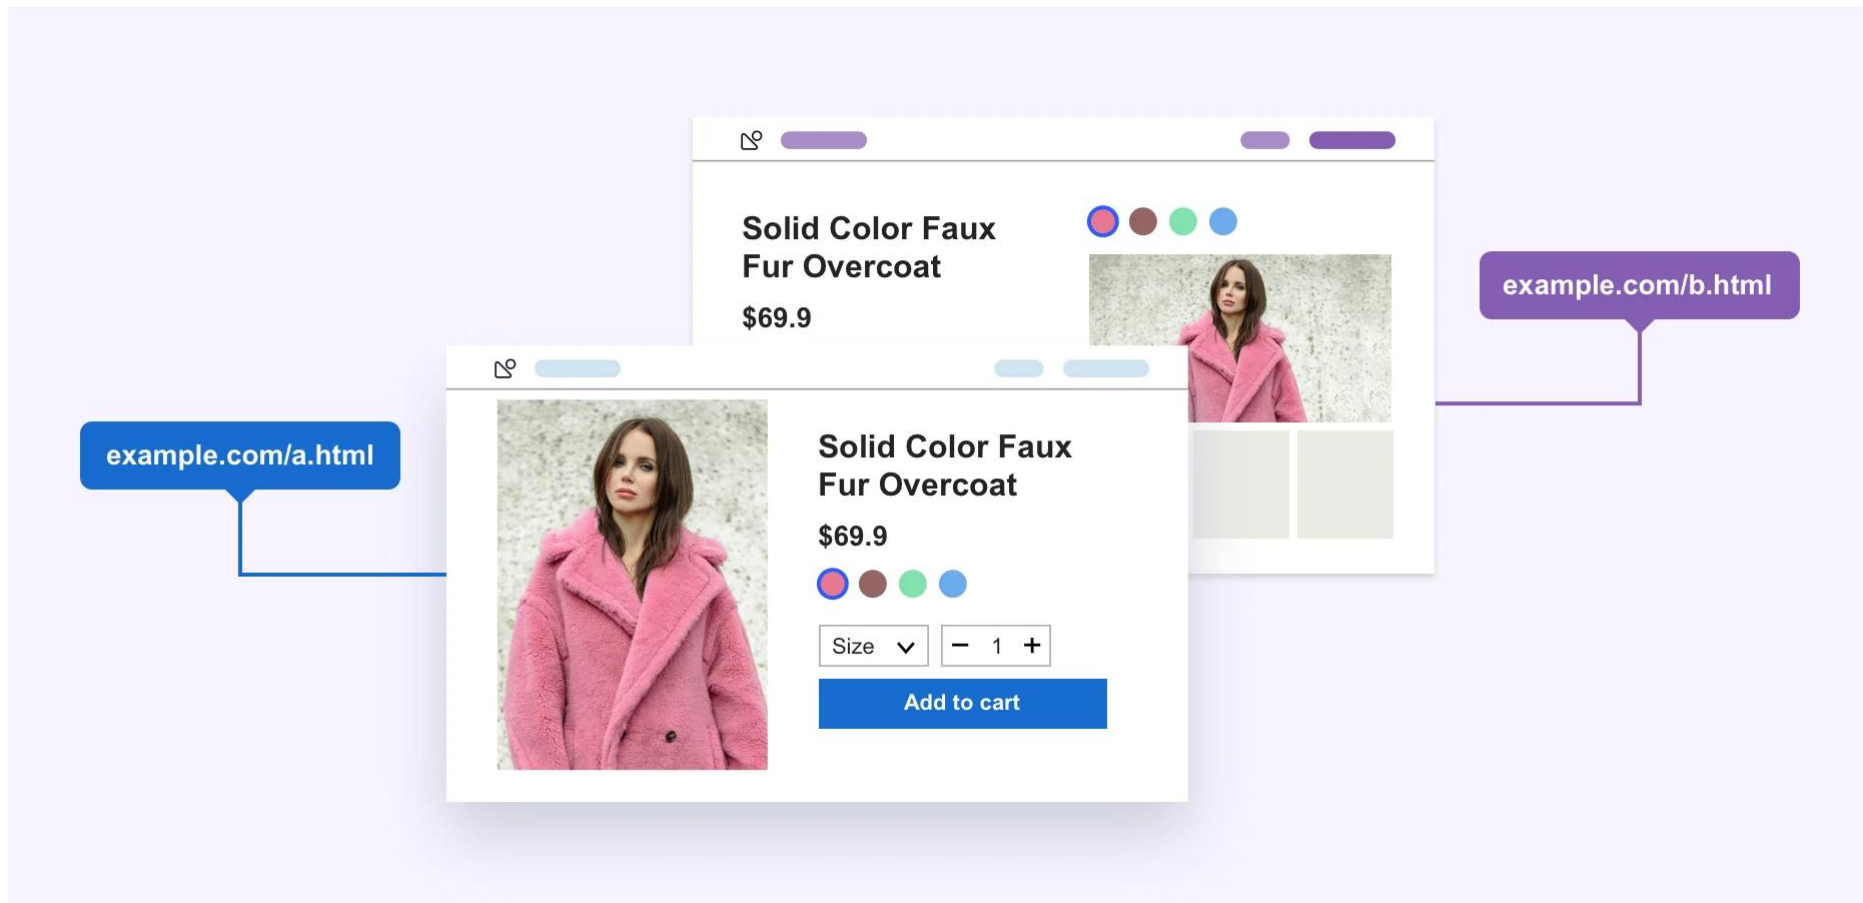 Solid Color Faux
Fur Overcoat
$69.9
example.com/b.html
example.com/a.html
Solid Color Faux
Fur Overcoat
$69.9
Size
1
Add to cart